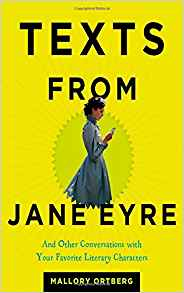 TEXTS
FROM
JANE EYRE
And Other Conversations with
Your Favorite Literary Characters
MALLORY ORTBERG